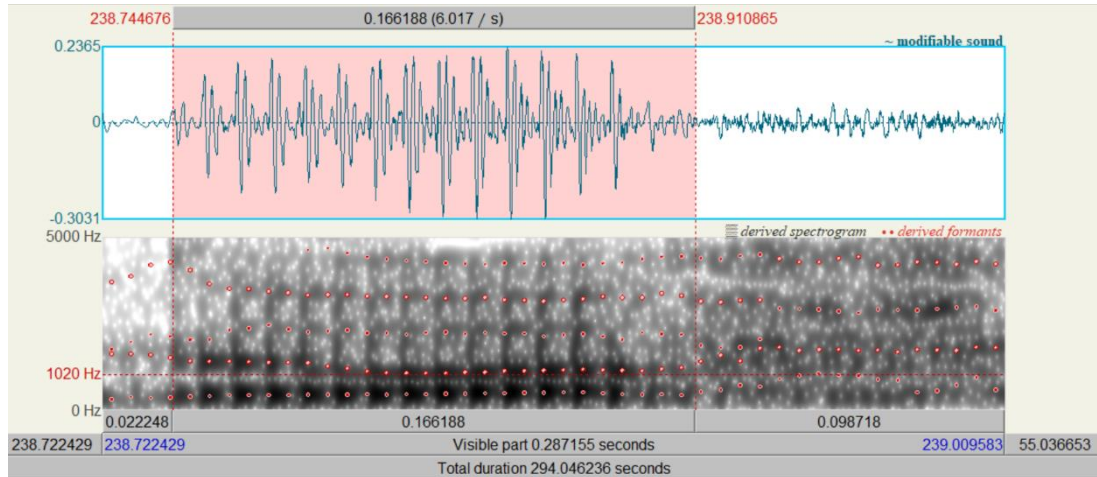 238.744676 0.166188 (6.017 / s) 238.910865
0.2365 ~ modifiable sound
0
-0.3031
5000 Hz derived spectrogram •• derived formants
1020 Hz
0 Hz
0.022248 0.166188 0.098718
238.722429 238.722429 Visible part 0.287155 seconds 239.009583 55.036653
Total duration 294.046236 seconds